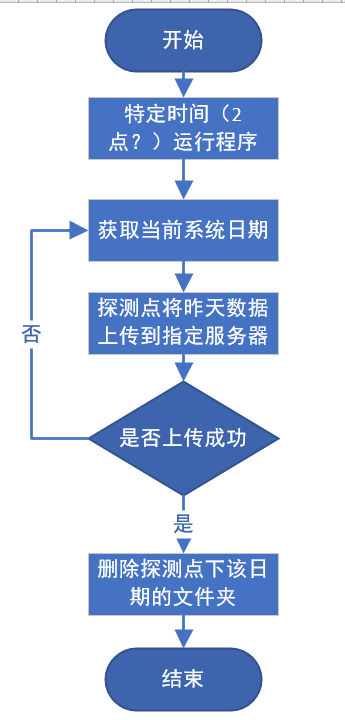 开始
特定时间（2
点？）运行程序
获取当前系统日期
探测点将昨天数据
上传到指定服务器
否
是否上传成功
是
删除探测点下该日
期的文件夹
结束